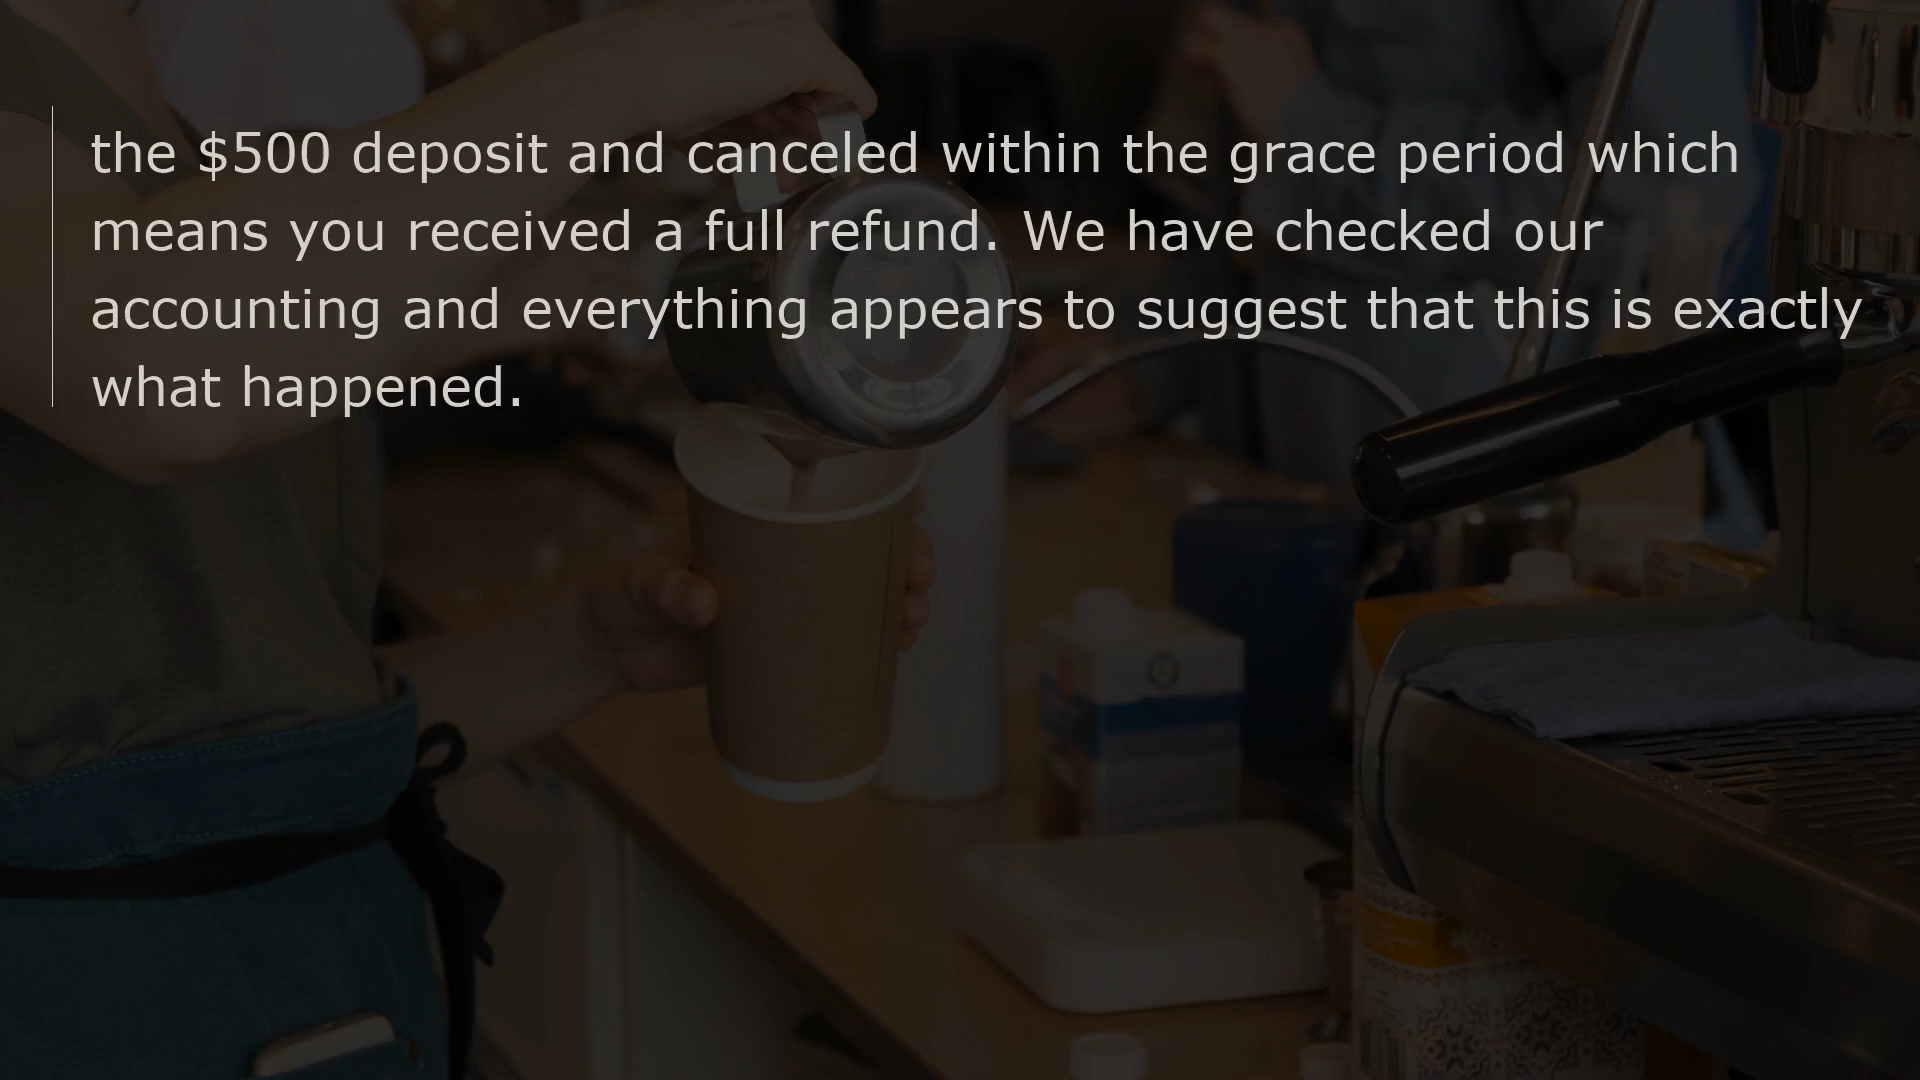 the $500 deposit and canceled within the grace period which
means you received a full refund. We have checked our
accounting and everything appears to suggest that this is exactly
what happened.